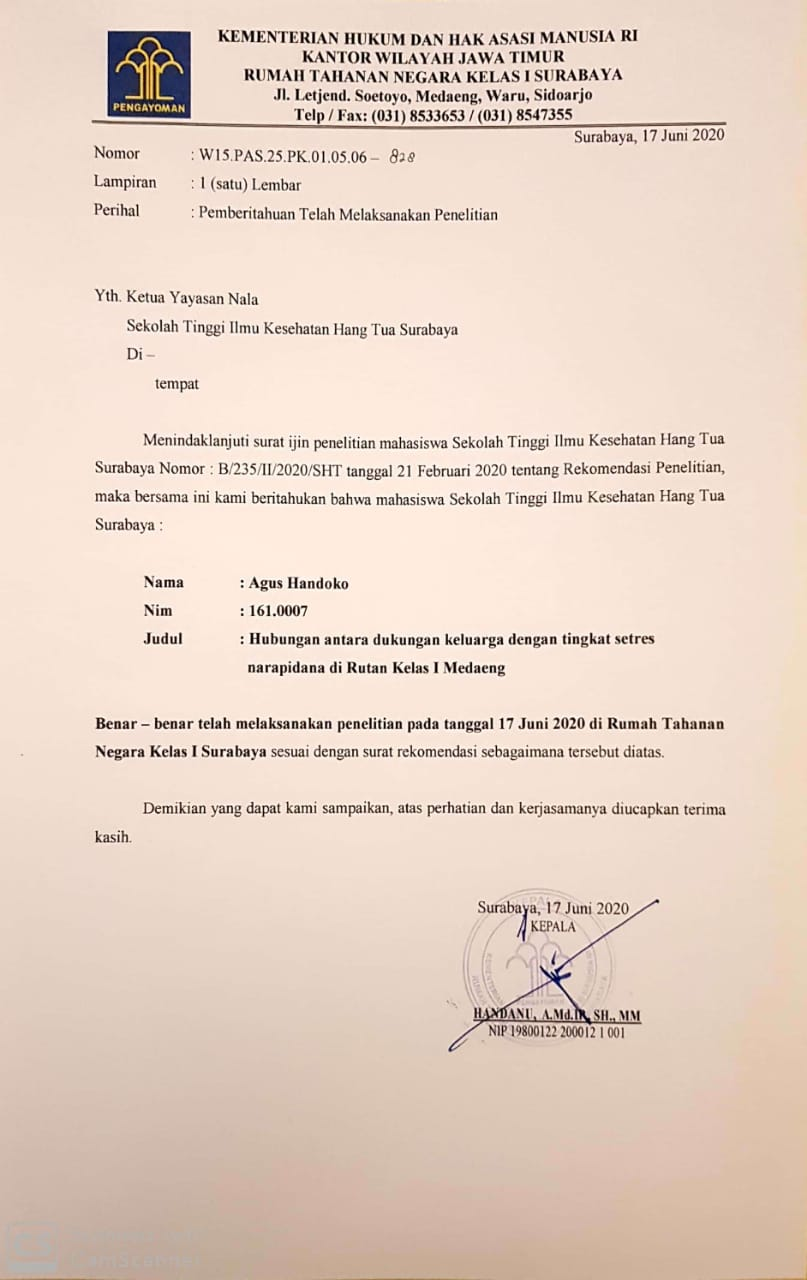 KEMENTERIAN HUKUM DAN HAK ASASI MANUSIA RI
KANTOR WILAYAH JAWA TIMUR
RUMAH TAHANAN NEGARA KELAS I SURABAYA
Jl. Letjend. Soetoyo, Medaeng, Waru, Sidoarjo
Telp / Fax: (031) 8533653 / (031) 8547355
PENGAYOMAN
Surabaya, 17 Juni 2020
Nomor : W15.PAS.25.PK.01.05.06 – 828
Lampiran : 1 (satu) Lembar
Perihal : Pemberitahuan Telah Melaksanakan Penelitian
Yth. Ketua Yayasan Nala
Sekolah Tinggi Ilmu Kesehatan Hang Tua Surabaya
Di –
tempat
Menindaklanjuti surat ijin penelitian mahasiswa Sekolah Tinggi Ilmu Kesehatan Hang Tua
Surabaya Nomor : B/235/II/2020/SHT tanggal 21 Februari 2020 tentang Rekomendasi Penelitian,
maka bersama ini kami beritahukan bahwa mahasiswa Sekolah Tinggi Ilmu Kesehatan Hang Tua
Surabaya :
Nama : Agus Handoko
Nim : 161.0007
Judul : Hubungan antara dukungan keluarga dengan tingkat setres
narapidana di Rutan Kelas I Medaeng
Benar – benar telah melaksanakan penelitian pada tanggal 17 Juni 2020 di Rumah Tahanan
Negara Kelas I Surabaya sesuai dengan surat rekomendasi sebagaimana tersebut diatas.
Demikian yang dapat kami sampaikan, atas perhatian dan kerjasamanya diucapkan terima
kasih.
Surabaya, 17 Juni 2020
KEPALA
HANDANU, A.Md.IP, SH., MM
NIP 19800122 200012 1 001
CS
CamScanner